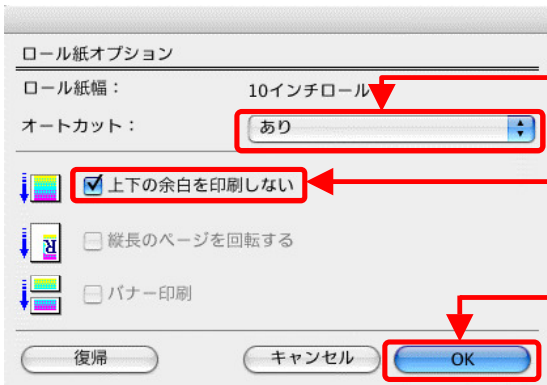 ロール紙オプション
ロール紙幅： 10インチロール
オートカット： あり
上下の余白を印刷しない
R 縦長のページを回転する
バナー印刷
復帰 キャンセル OK